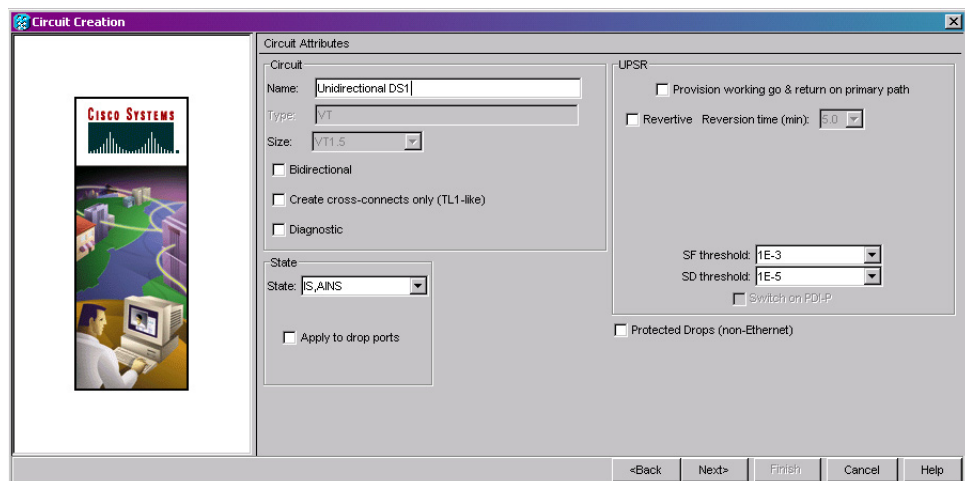 Circuit Creation
CISCO SYSTEMS
Circuit Attributes
Circuit
Name: Unidirectional DS1
Type: VT
Size: VT1.5
Bidirectional
Create cross-connects only (TL1-like)
Diagnostic
State
State: IS,AINS
Apply to drop ports
UPSR
Provision working go & return on primary path
Revertive Reversion time (min): 5.0
SF threshold: 1E-3
SD threshold: 1E-5
Switch on PDI-P
Protected Drops (non-Ethernet)
<Back Next> Finish Cancel Help